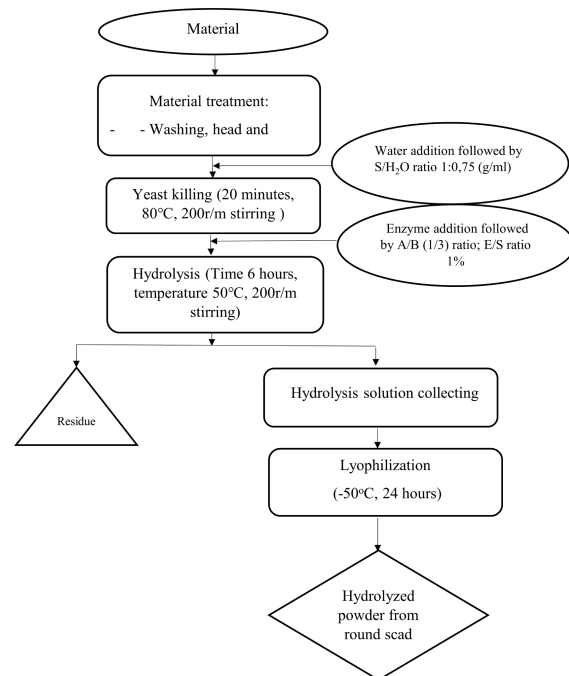 Material
Material treatment:
- - Washing, head and
Water addition followed by
S/H₂O ratio 1:0,75 (g/ml)
Yeast killing (20 minutes,
80°C, 200r/m stirring )
Enzyme addition followed
by A/B (1/3) ratio; E/S ratio
1%
Hydrolysis (Time 6 hours,
temperature 50°C, 200r/m
stirring)
Residue
Hydrolysis solution collecting
Lyophilization
(-50°C, 24 hours)
Hydrolyzed
powder from
round scad